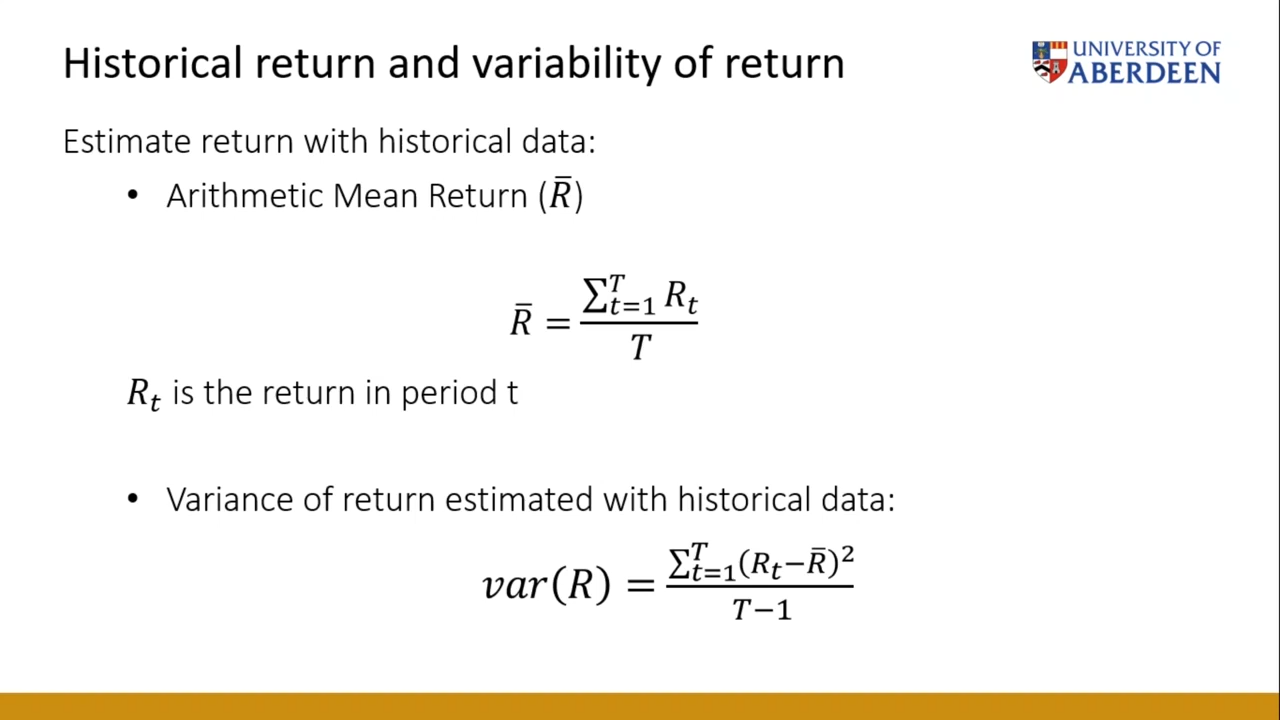 Historical return and variability of return
UNIVERSITY OF
ABERDEEN
Estimate return with historical data:
• Arithmetic Mean Return (R̄)
R̄ = ∑ᵀₜ₌₁ Rₜ / T
Rₜ is the return in period t
• Variance of return estimated with historical data:
var(R) = ∑ᵀₜ₌₁(Rₜ−R̄)² / T−1